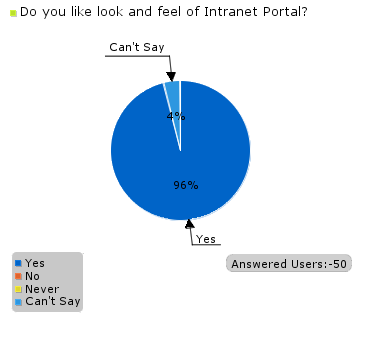 Do you like look and feel of Intranet Portal?
Can't Say
4%
96%
Yes
Yes
No
Never
Can't Say
Answered Users:-50